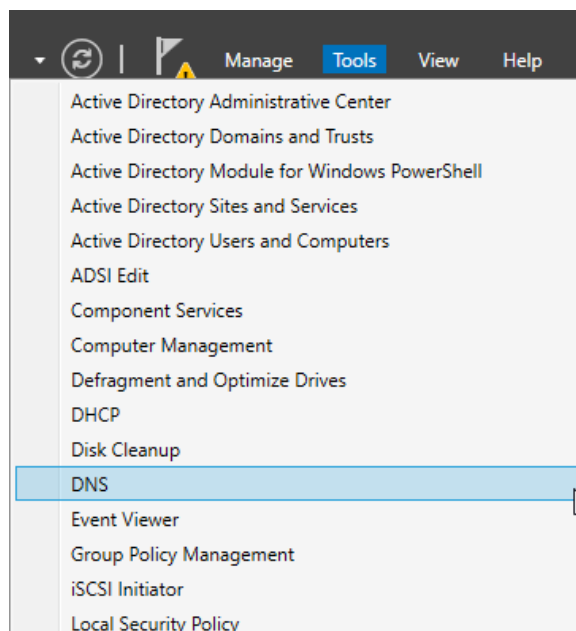 Manage Tools View Help
Active Directory Administrative Center
Active Directory Domains and Trusts
Active Directory Module for Windows PowerShell
Active Directory Sites and Services
Active Directory Users and Computers
ADSI Edit
Component Services
Computer Management
Defragment and Optimize Drives
DHCP
Disk Cleanup
DNS
Event Viewer
Group Policy Management
iSCSI Initiator
Local Security Policy